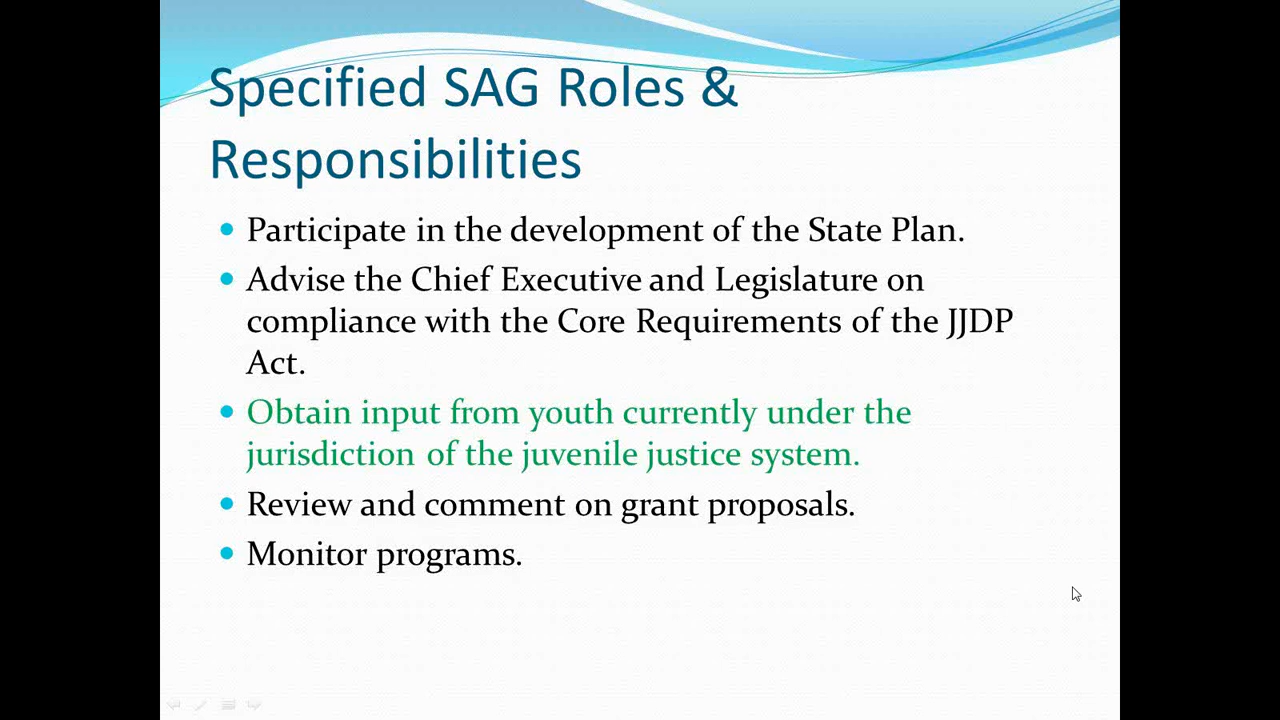 Specified SAG Roles &
Responsibilities
• Participate in the development of the State Plan.
• Advise the Chief Executive and Legislature on
compliance with the Core Requirements of the JJDP
Act.
• Obtain input from youth currently under the
jurisdiction of the juvenile justice system.
• Review and comment on grant proposals.
• Monitor programs.